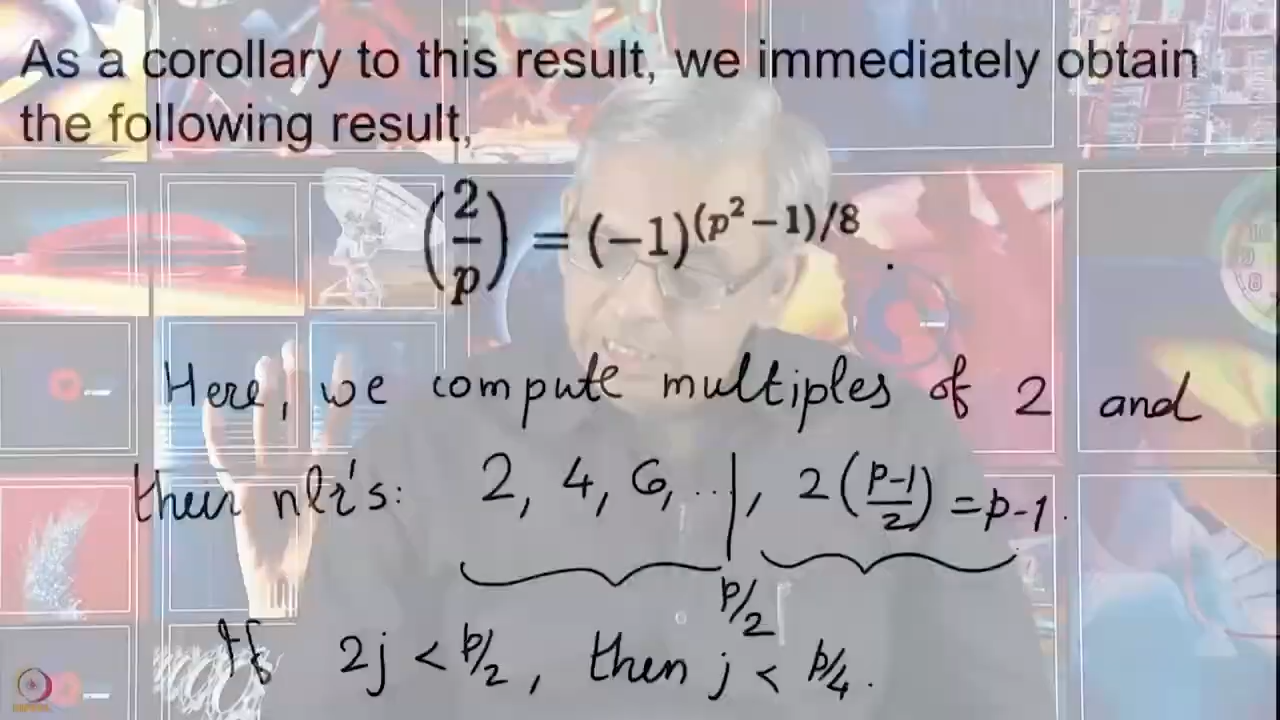 As a corollary to this result, we immediately obtain
the following result,
(2/p) = (−1)^{(p²−1)/8}.
Here, we compute multiples of 2 and
their nlr's: 2, 4, 6, ..|, 2(p-1/2) = p-1.
p/2
If 2j < p/2, then j < p/4.